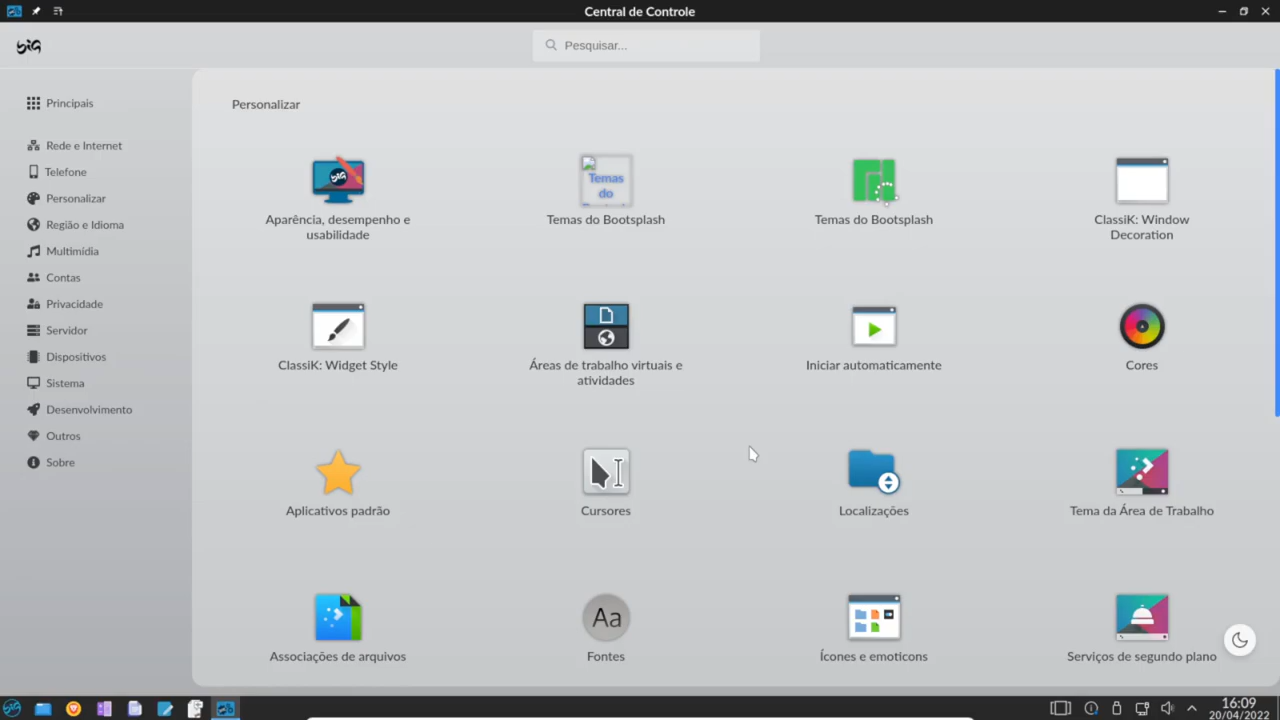 Central de Controle
BIG
Pesquisar...
Principais
Rede e Internet
Telefone
Personalizar
Região e Idioma
Multimídia
Contas
Privacidade
Servidor
Dispositivos
Sistema
Desenvolvimento
Outros
Sobre
Personalizar
BIG
Aparência, desempenho e
usabilidade
Temas
do
Temas do Bootsplash
Temas do Bootsplash
ClassiK: Window
Decoration
ClassiK: Widget Style
Áreas de trabalho virtuais e
atividades
Iniciar automaticamente
Cores
Aplicativos padrão
Cursores
Localizações
Tema da Área de Trabalho
Associações de arquivos
Aa
Fontes
Ícones e emoticons
Serviços de segundo plano
16:09
20/04/2022